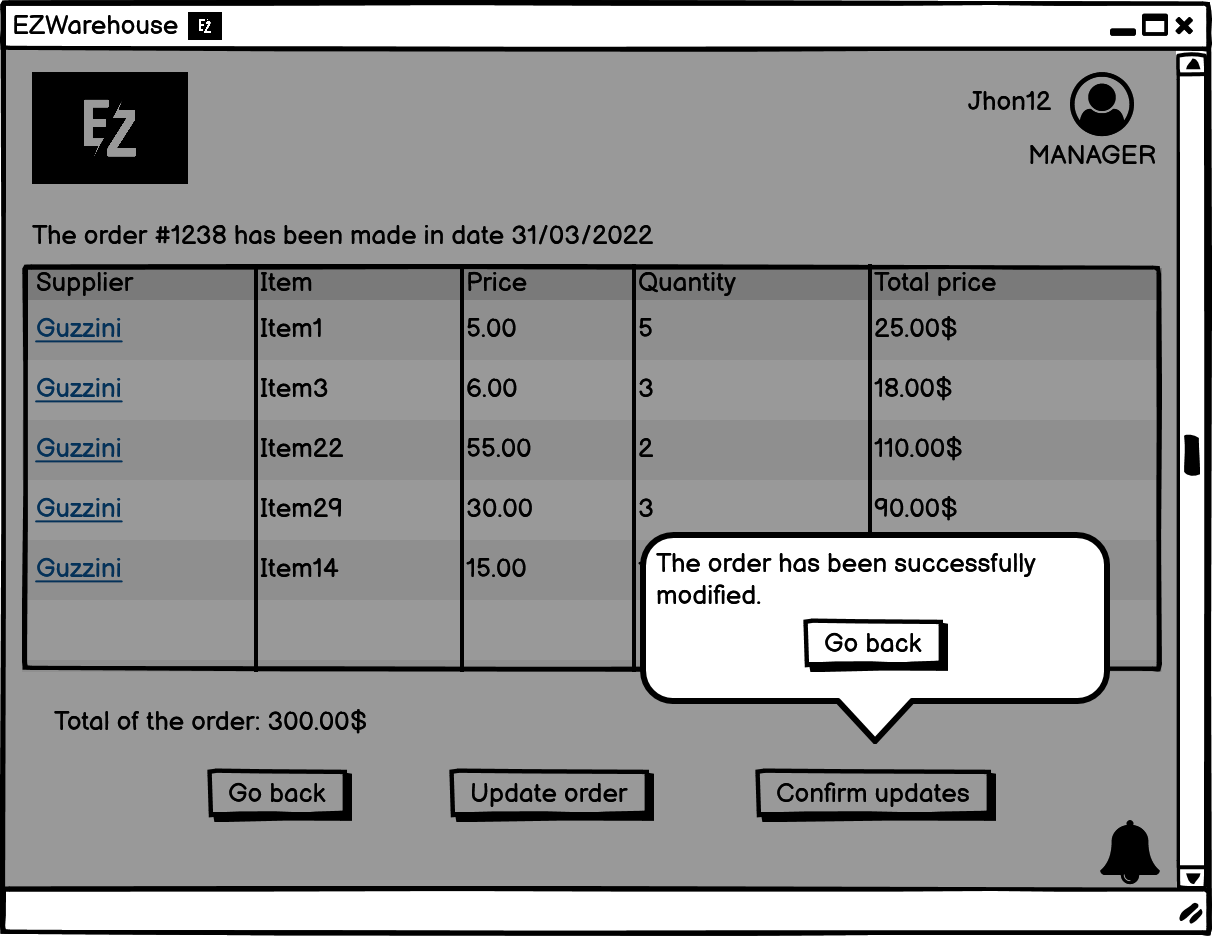 EZWarehouse EZ
EZ
Jhon12
MANAGER
The order #1238 has been made in date 31/03/2022
Supplier Item Price Quantity Total price
Guzzini Item1 5.00 5 25.00$
Guzzini Item3 6.00 3 18.00$
Guzzini Item22 55.00 2 110.00$
Guzzini Item29 30.00 3 90.00$
Guzzini Item14 15.00
The order has been successfully
modified.
Go back
Total of the order: 300.00$
Go back Update order Confirm updates